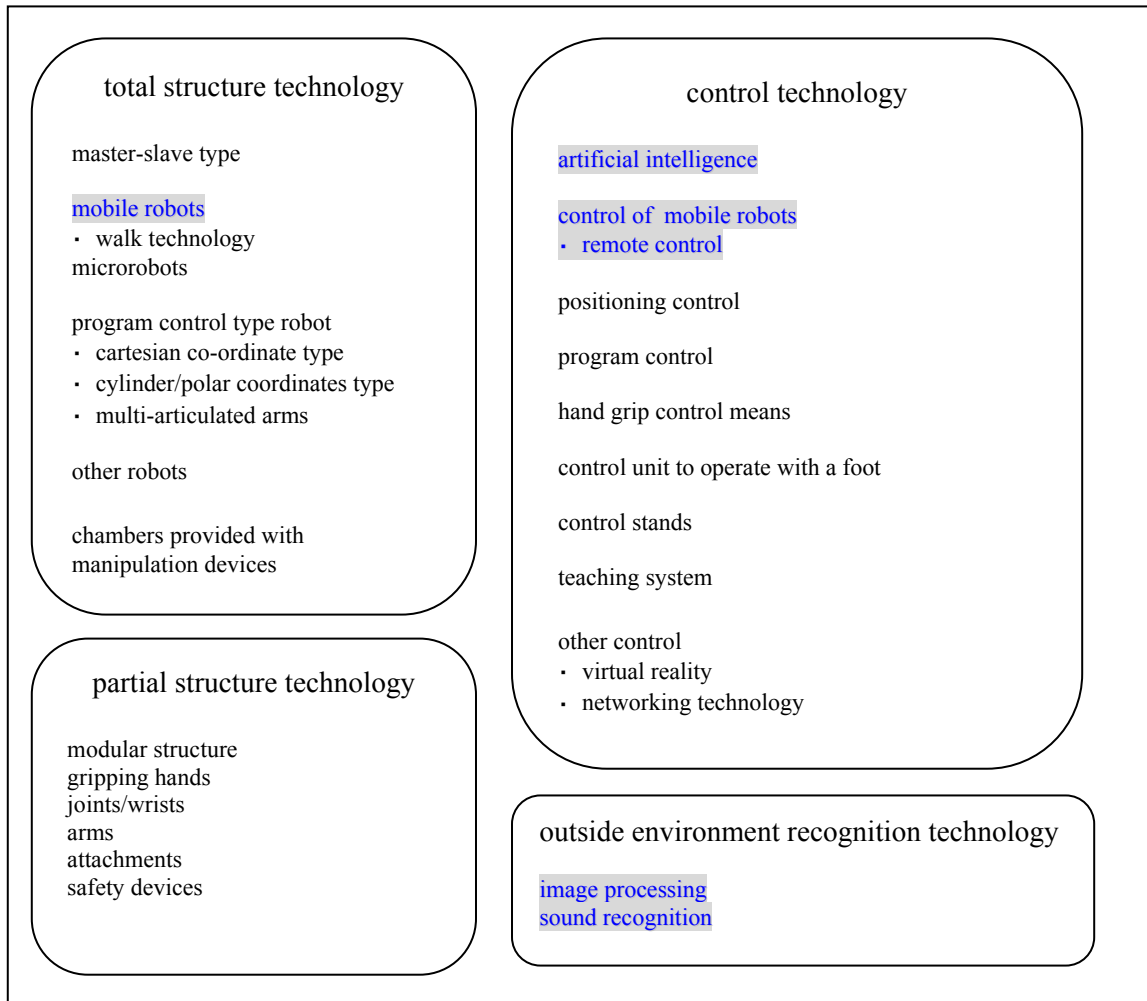 total structure technology
master-slave type
mobile robots
・ walk technology
microrobots
program control type robot
・ cartesian co-ordinate type
・ cylinder/polar coordinates type
・ multi-articulated arms
other robots
chambers provided with
manipulation devices
partial structure technology
modular structure
gripping hands
joints/wrists
arms
attachments
safety devices
control technology
artificial intelligence
control of mobile robots
・ remote control
positioning control
program control
hand grip control means
control unit to operate with a foot
control stands
teaching system
other control
・ virtual reality
・ networking technology
outside environment recognition technology
image processing
sound recognition